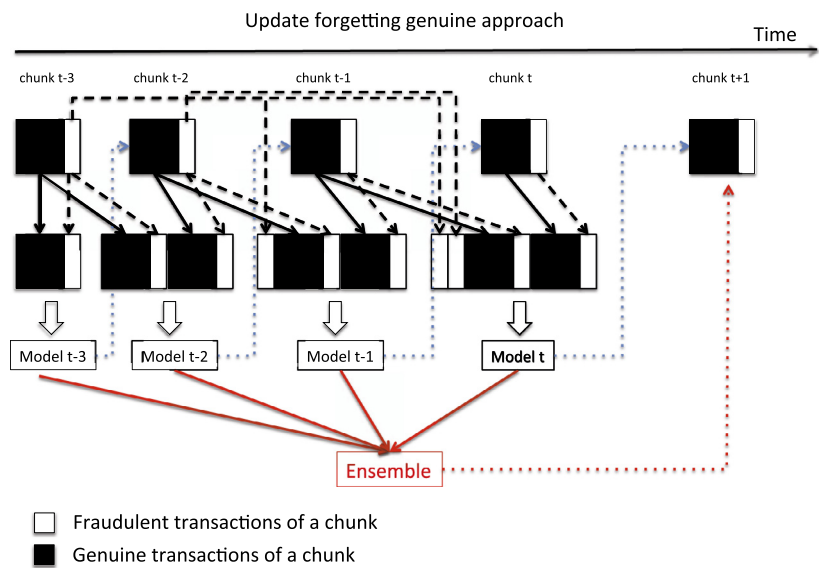 Update forgetting genuine approach
Time
chunk t-3
chunk t-2
chunk t-1
chunk t
chunk t+1
Model t-3
Model t-2
Model t-1
Model t
Ensemble
Fraudulent transactions of a chunk
Genuine transactions of a chunk